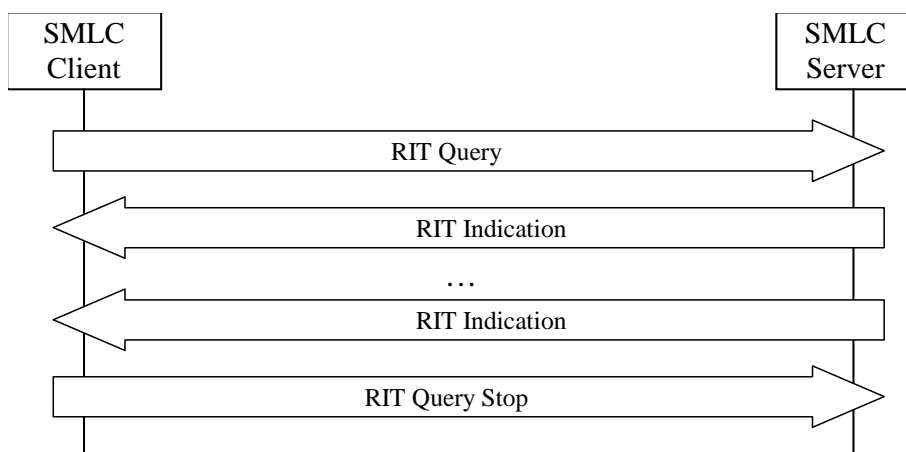 SMLC
Client
SMLC
Server
RIT Query
RIT Indication
...
RIT Indication
RIT Query Stop